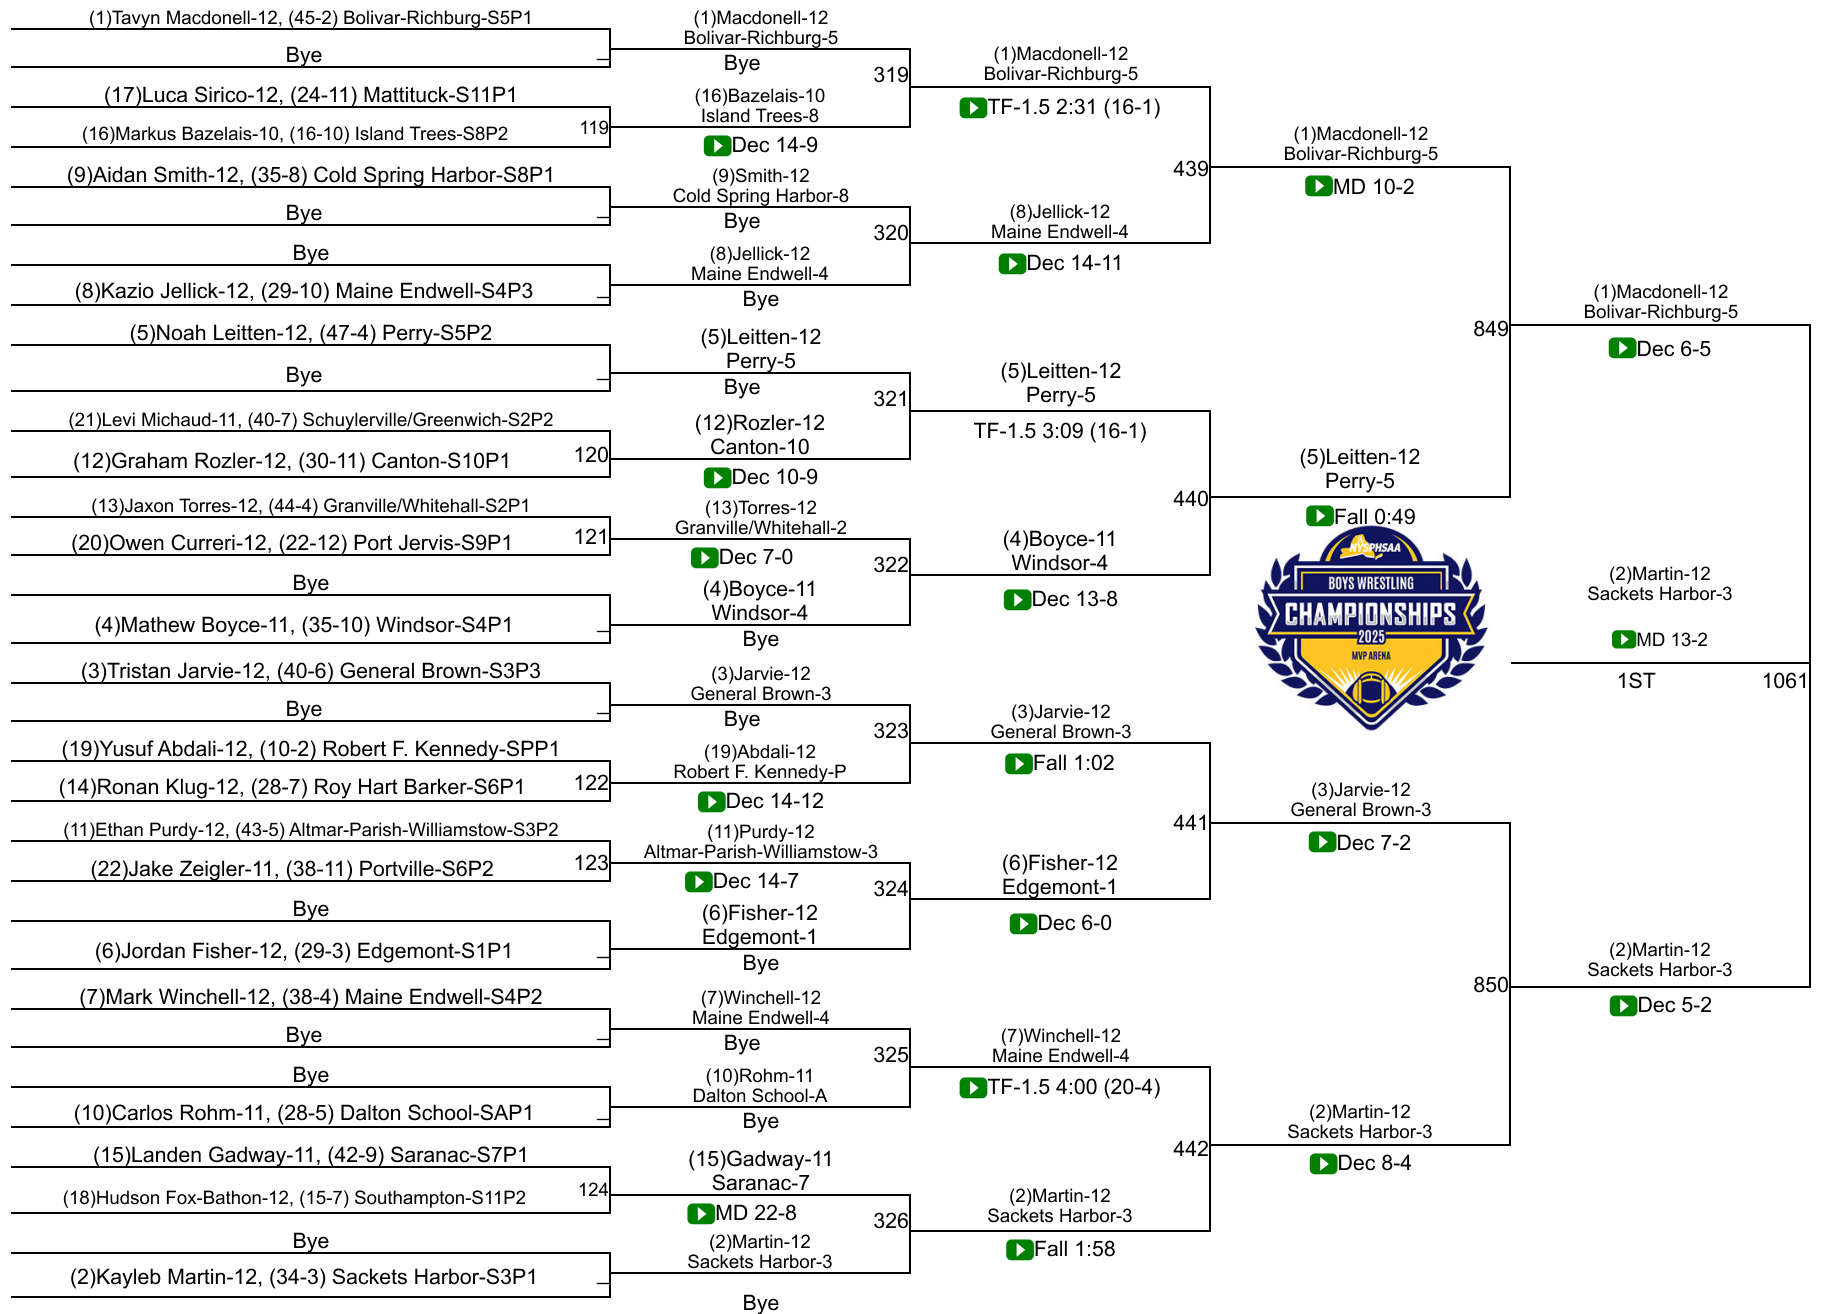 (1)Tavyn Macdonell-12, (45-2) Bolivar-Richburg-S5P1
Bye
(17)Luca Sirico-12, (24-11) Mattituck-S11P1
(16)Markus Bazelais-10, (16-10) Island Trees-S8P2
119
(9)Aidan Smith-12, (35-8) Cold Spring Harbor-S8P1
Bye
Bye
(8)Kazio Jellick-12, (29-10) Maine Endwell-S4P3
(5)Noah Leitten-12, (47-4) Perry-S5P2
Bye
(21)Levi Michaud-11, (40-7) Schuylerville/Greenwich-S2P2
(12)Graham Rozler-12, (30-11) Canton-S10P1
120
(13)Jaxon Torres-12, (44-4) Granville/Whitehall-S2P1
(20)Owen Curreri-12, (22-12) Port Jervis-S9P1
121
Bye
(4)Mathew Boyce-11, (35-10) Windsor-S4P1
(3)Tristan Jarvie-12, (40-6) General Brown-S3P3
Bye
(19)Yusuf Abdali-12, (10-2) Robert F. Kennedy-SPP1
(14)Ronan Klug-12, (28-7) Roy Hart Barker-S6P1
122
(11)Ethan Purdy-12, (43-5) Altmar-Parish-Williamstow-S3P2
(22)Jake Zeigler-11, (38-11) Portville-S6P2
123
Bye
(6)Jordan Fisher-12, (29-3) Edgemont-S1P1
(7)Mark Winchell-12, (38-4) Maine Endwell-S4P2
Bye
Bye
(10)Carlos Rohm-11, (28-5) Dalton School-SAP1
(15)Landen Gadway-11, (42-9) Saranac-S7P1
(18)Hudson Fox-Bathon-12, (15-7) Southampton-S11P2
124
Bye
(2)Kayleb Martin-12, (34-3) Sackets Harbor-S3P1
(1)Macdonell-12
Bolivar-Richburg-5
Bye
319
(16)Bazelais-10
Island Trees-8
Dec 14-9
(9)Smith-12
Cold Spring Harbor-8
Bye
320
(8)Jellick-12
Maine Endwell-4
Bye
(5)Leitten-12
Perry-5
Bye
321
(12)Rozler-12
Canton-10
Dec 10-9
(13)Torres-12
Granville/Whitehall-2
Dec 7-0
322
(4)Boyce-11
Windsor-4
Bye
(3)Jarvie-12
General Brown-3
Bye
323
(19)Abdali-12
Robert F. Kennedy-P
Dec 14-12
(11)Purdy-12
Altmar-Parish-Williamstow-3
Dec 14-7
324
(6)Fisher-12
Edgemont-1
Bye
(7)Winchell-12
Maine Endwell-4
Bye
325
(10)Rohm-11
Dalton School-A
Bye
(15)Gadway-11
Saranac-7
MD 22-8
326
(2)Martin-12
Sackets Harbor-3
Bye
(1)Macdonell-12
Bolivar-Richburg-5
TF-1.5 2:31 (16-1)
439
(8)Jellick-12
Maine Endwell-4
Dec 14-11
(5)Leitten-12
Perry-5
TF-1.5 3:09 (16-1)
440
(4)Boyce-11
Windsor-4
Dec 13-8
(3)Jarvie-12
General Brown-3
Fall 1:02
441
(6)Fisher-12
Edgemont-1
Dec 6-0
(7)Winchell-12
Maine Endwell-4
TF-1.5 4:00 (20-4)
442
(2)Martin-12
Sackets Harbor-3
Fall 1:58
(1)Macdonell-12
Bolivar-Richburg-5
MD 10-2
849
(5)Leitten-12
Perry-5
Fall 0:49
NYSPHSAA
BOYS WRESTLING
CHAMPIONSHIPS
2025
MVP ARENA
(3)Jarvie-12
General Brown-3
Dec 7-2
850
(2)Martin-12
Sackets Harbor-3
Dec 8-4
(1)Macdonell-12
Bolivar-Richburg-5
Dec 6-5
(2)Martin-12
Sackets Harbor-3
MD 13-2
1ST
1061
(2)Martin-12
Sackets Harbor-3
Dec 5-2